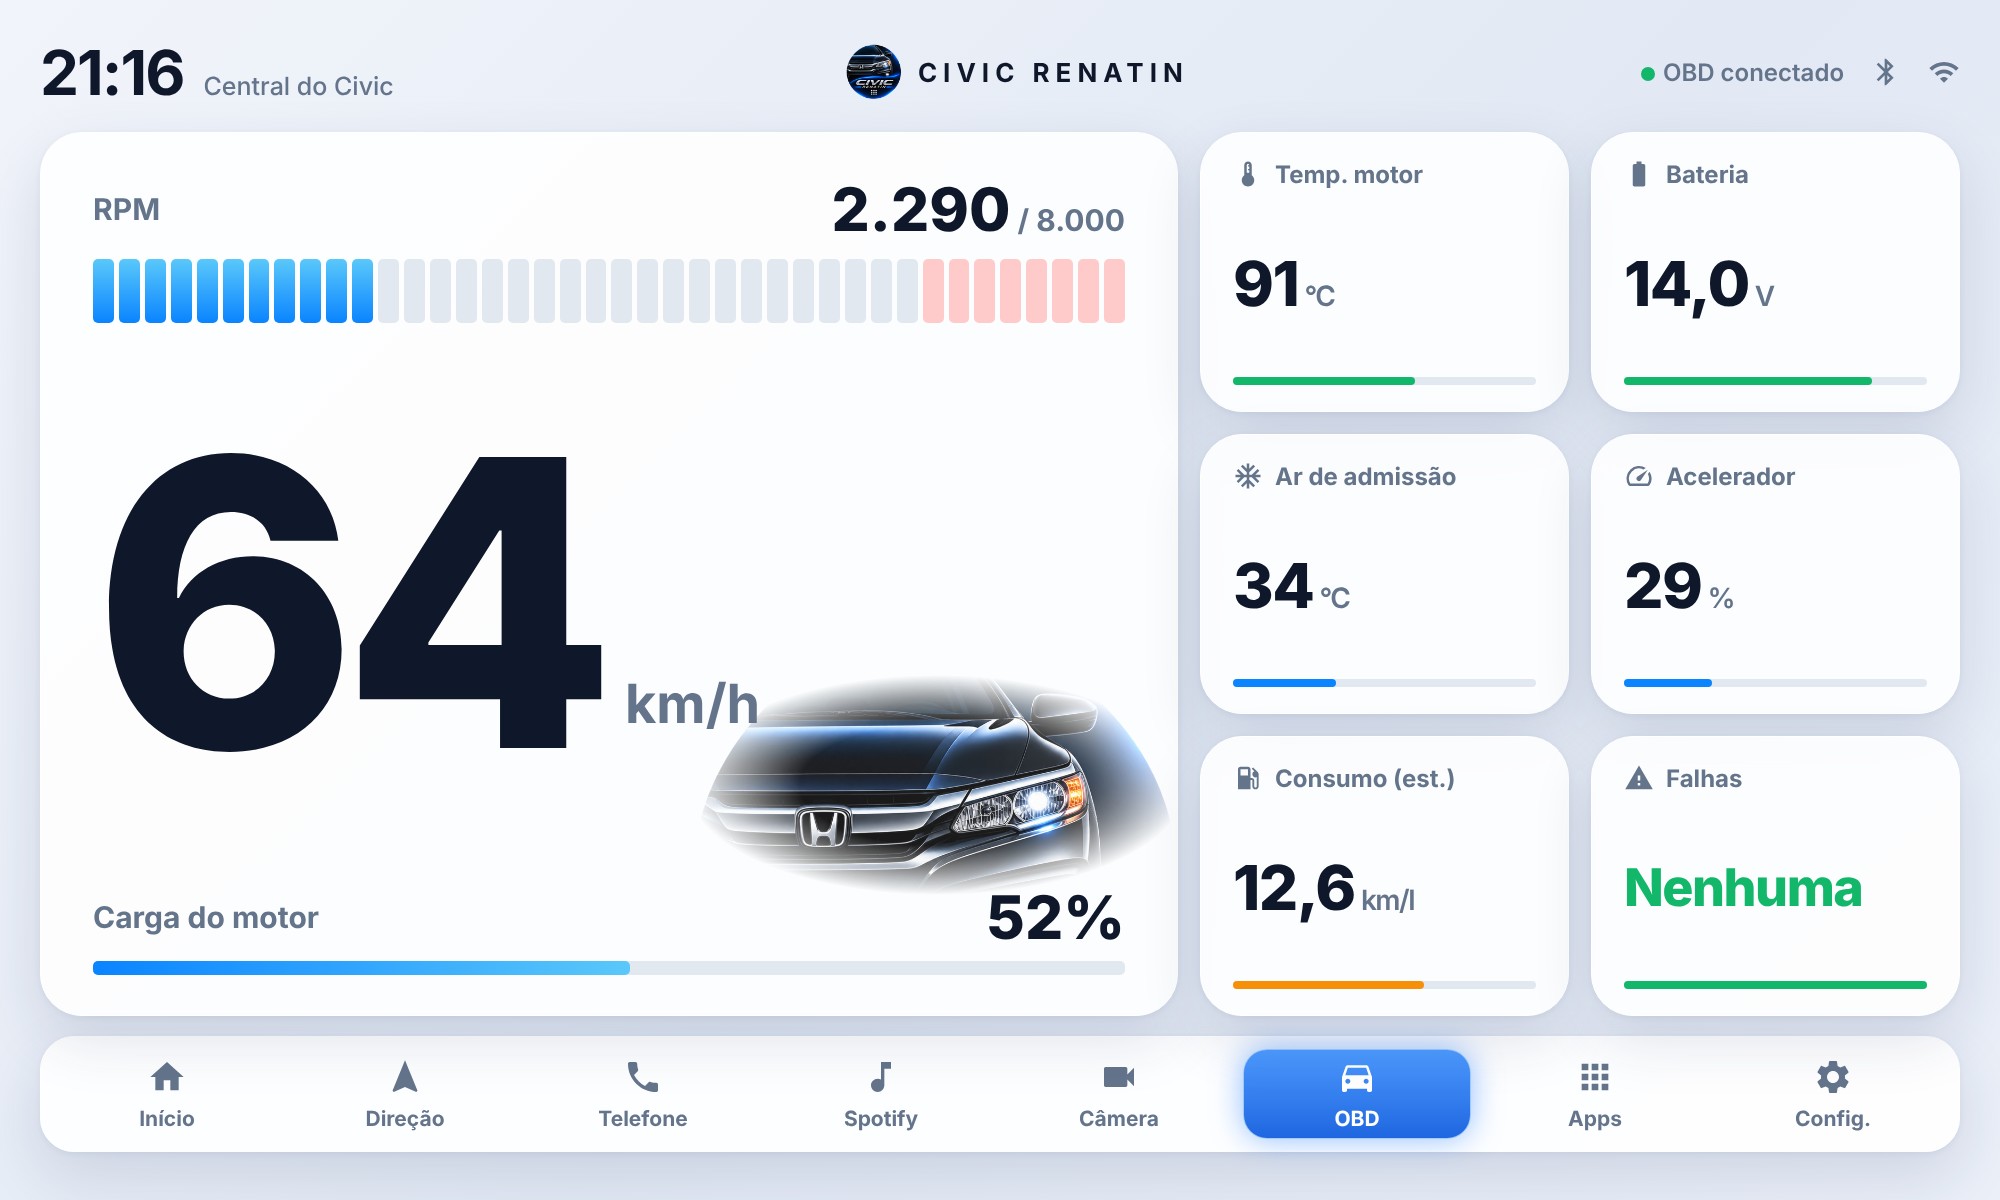 21:16 Central do Civic
CIVIC RENATIN
OBD conectado
RPM
2.290 / 8.000
64 km/h
Carga do motor
52%
Temp. motor
91 °C
Bateria
14,0 V
Ar de admissão
34 °C
Acelerador
29 %
Consumo (est.)
12,6 km/l
Falhas
Nenhuma
Início
Direção
Telefone
Spotify
Câmera
OBD
Apps
Config.